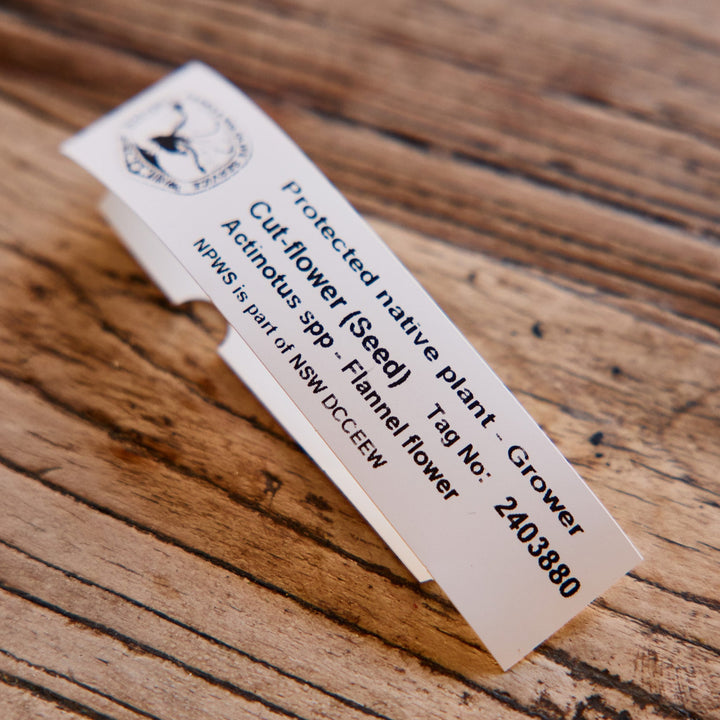 Protected native plant - Grower
Cut-flower (Seed) Tag No: 2403880
Actinotus spp - Flannel flower
NPWS is part of NSW DCCEEW